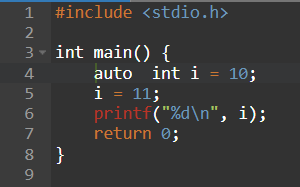 1 #include <stdio.h>
2
3 int main() {
4     auto  int i = 10;
5     i = 11;
6     printf("%d\n", i);
7     return 0;
8 }
9